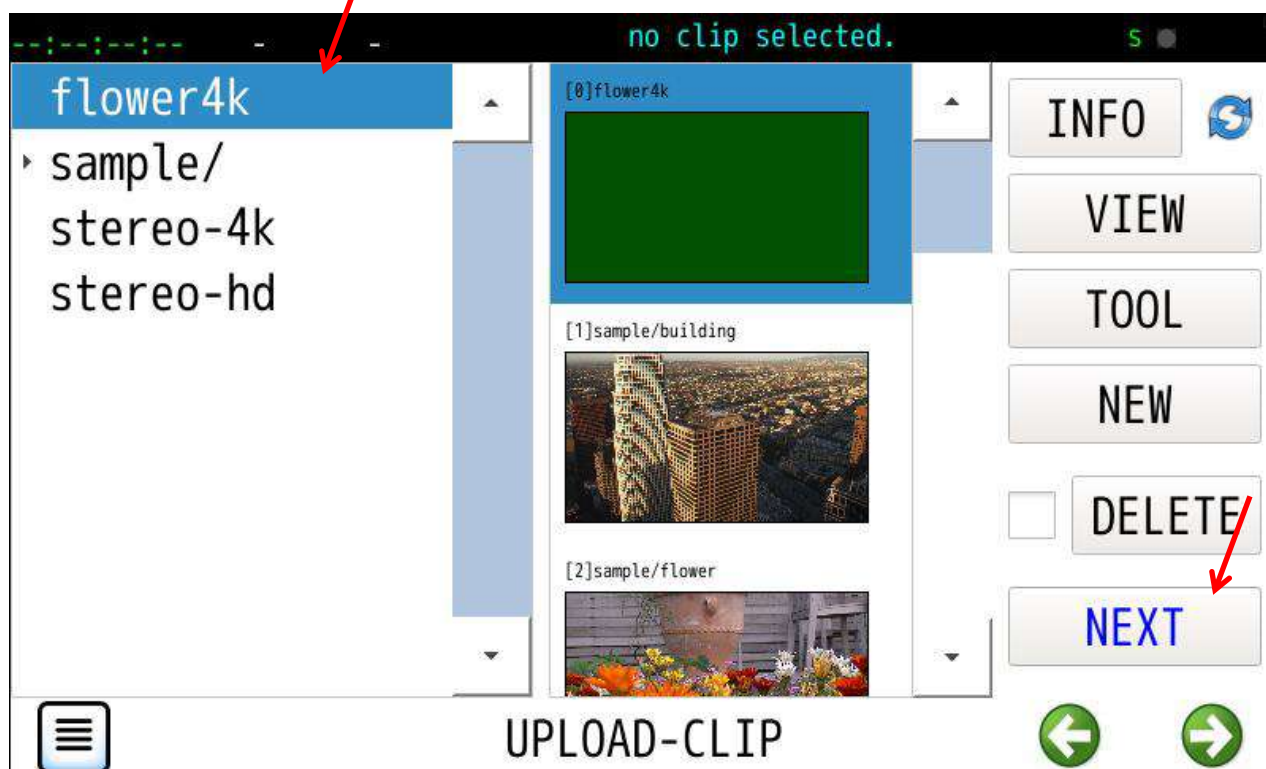 --:--:--:-- - - no clip selected. S
flower4k
sample/
stereo-4k
stereo-hd
[0]flower4k
[1]sample/building
[2]sample/flower
INFO
VIEW
TOOL
NEW
DELETE
NEXT
UPLOAD-CLIP